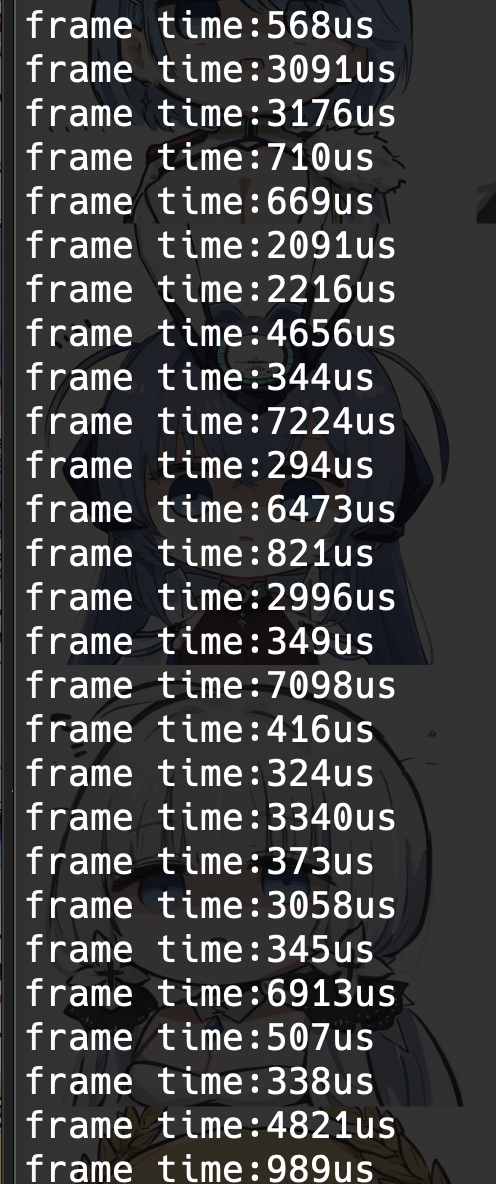 frame time:568us
frame time:3091us
frame time:3176us
frame time:710us
frame time:669us
frame time:2091us
frame time:2216us
frame time:4656us
frame time:344us
frame time:7224us
frame time:294us
frame time:6473us
frame time:821us
frame time:2996us
frame time:349us
frame time:7098us
frame time:416us
frame time:324us
frame time:3340us
frame time:373us
frame time:3058us
frame time:345us
frame time:6913us
frame time:507us
frame time:338us
frame time:4821us
frame time:989us